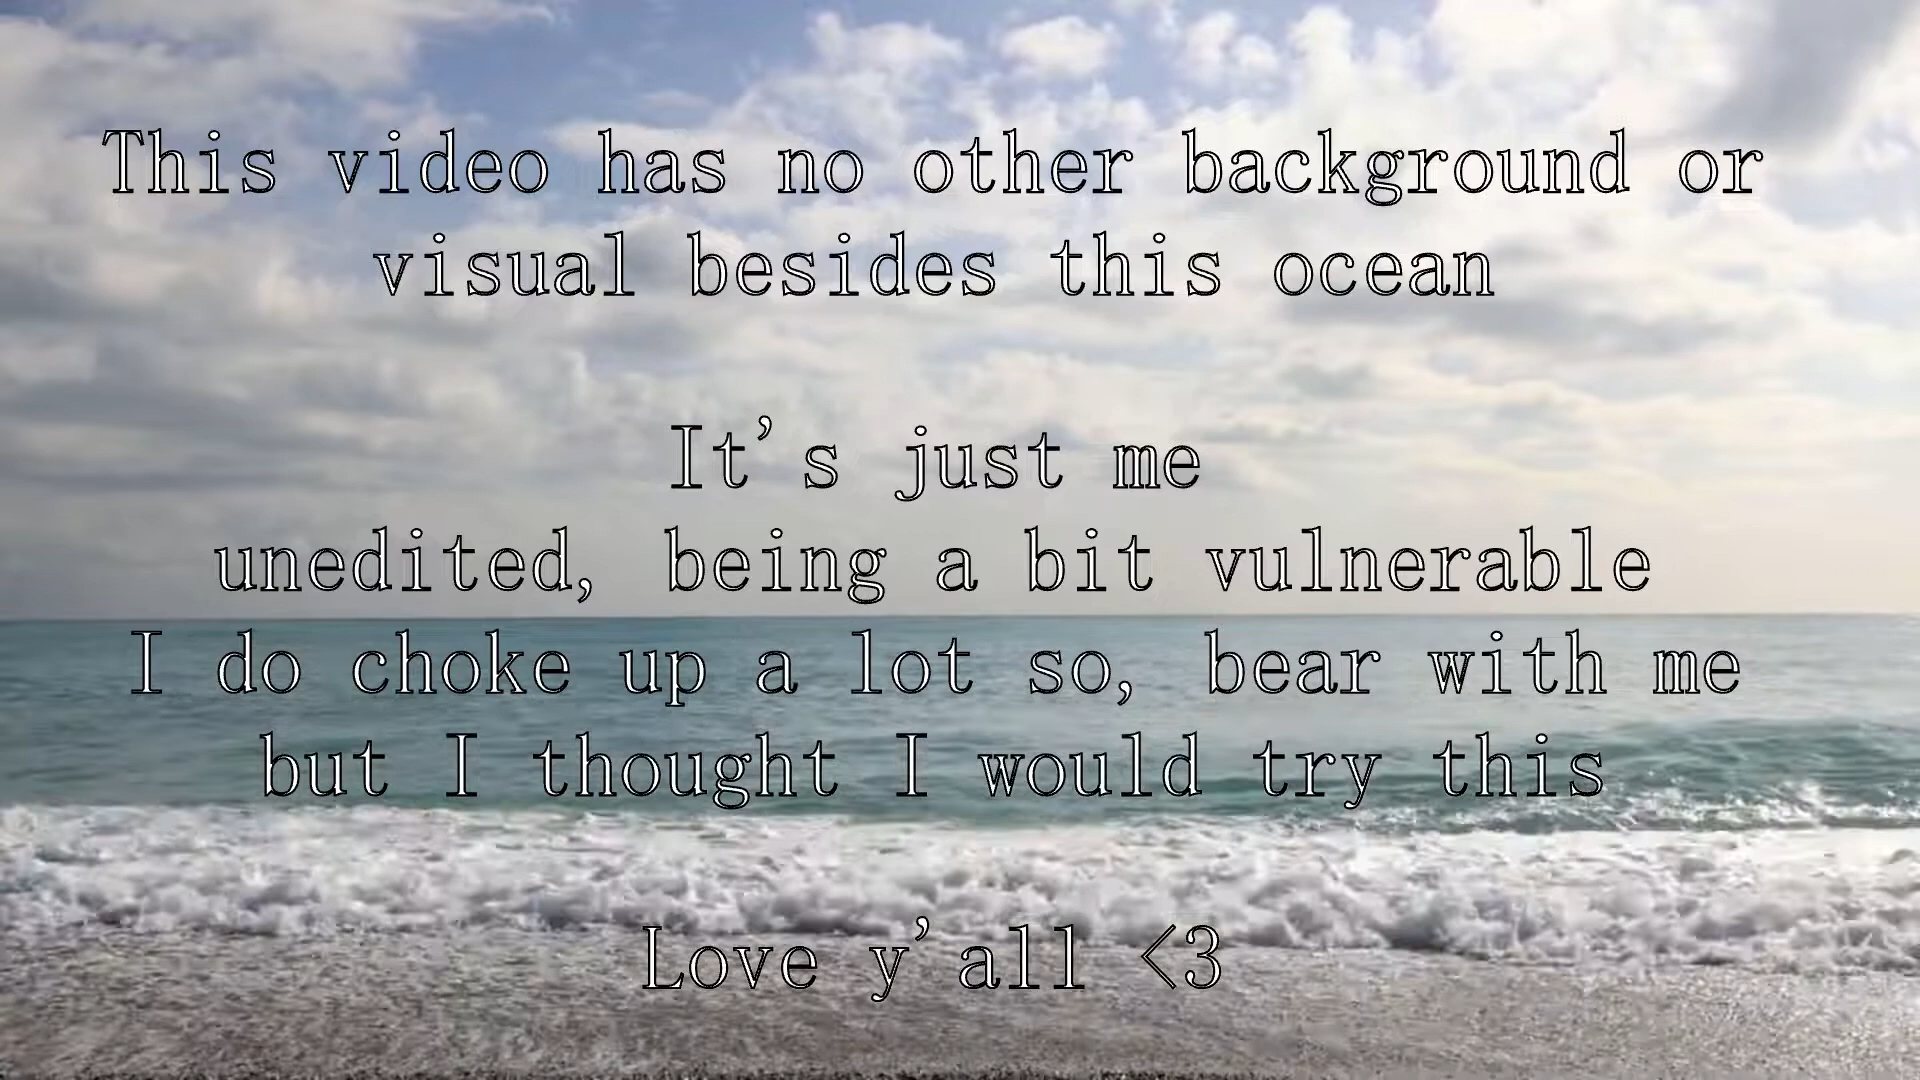 This video has no other background or
visual besides this ocean
It's just me
unedited, being a bit vulnerable
I do choke up a lot so, bear with me
but I thought I would try this
Love y'all <3